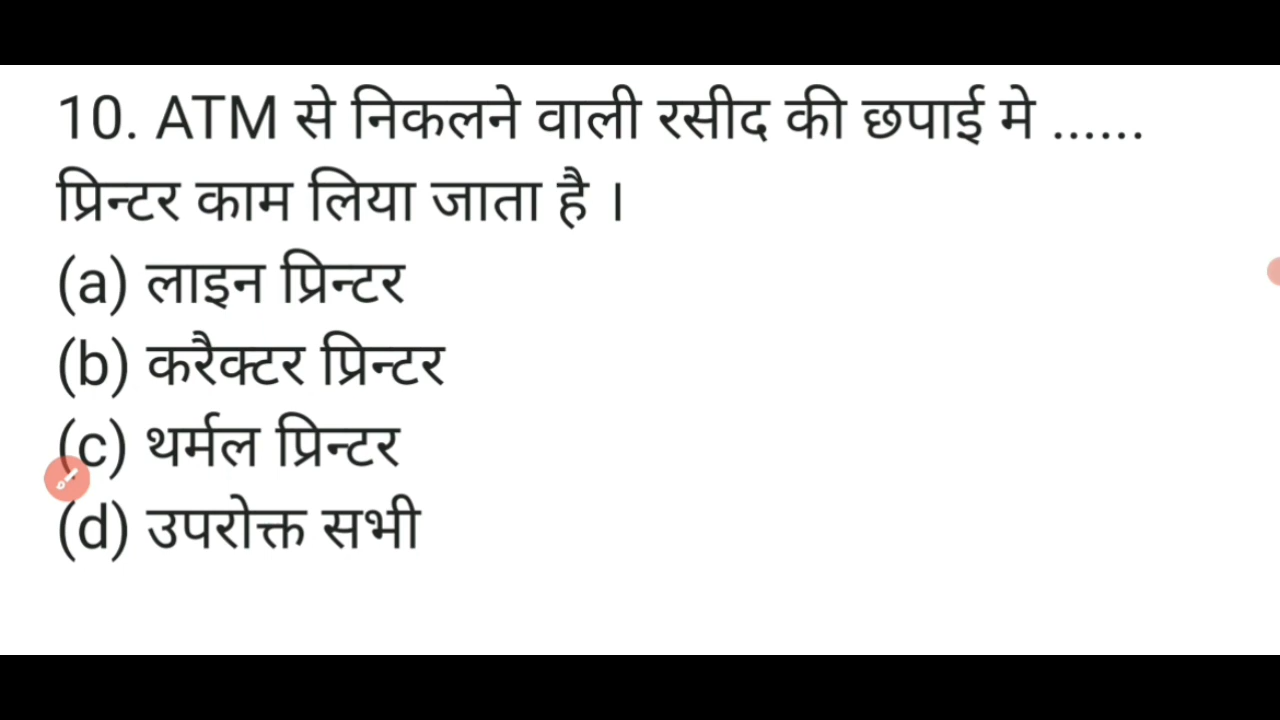 10. ATM से निकलने वाली रसीद की छपाई मे ......
प्रिन्टर काम लिया जाता है ।
(a) लाइन प्रिन्टर
(b) करैक्टर प्रिन्टर
(c) थर्मल प्रिन्टर
(d) उपरोक्त सभी